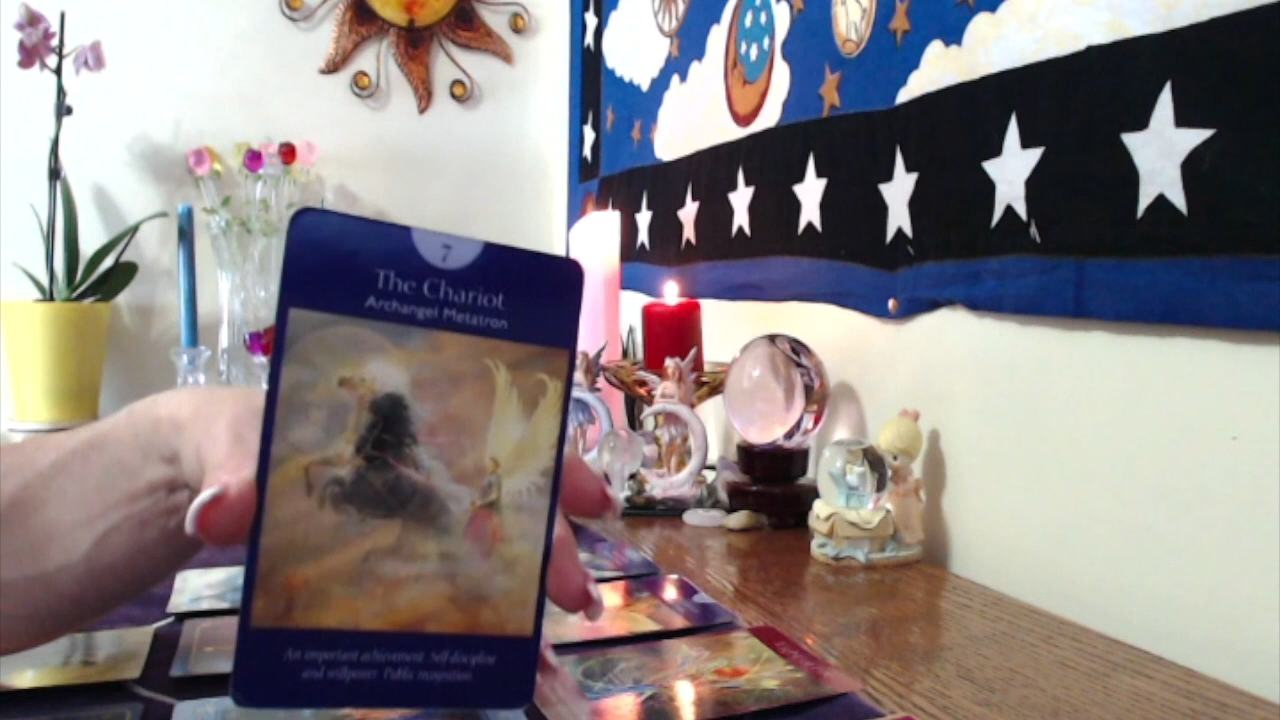 7
The Chariot
Archangel Metatron
An important achievement. Self-discipline
and willpower. Public recognition.